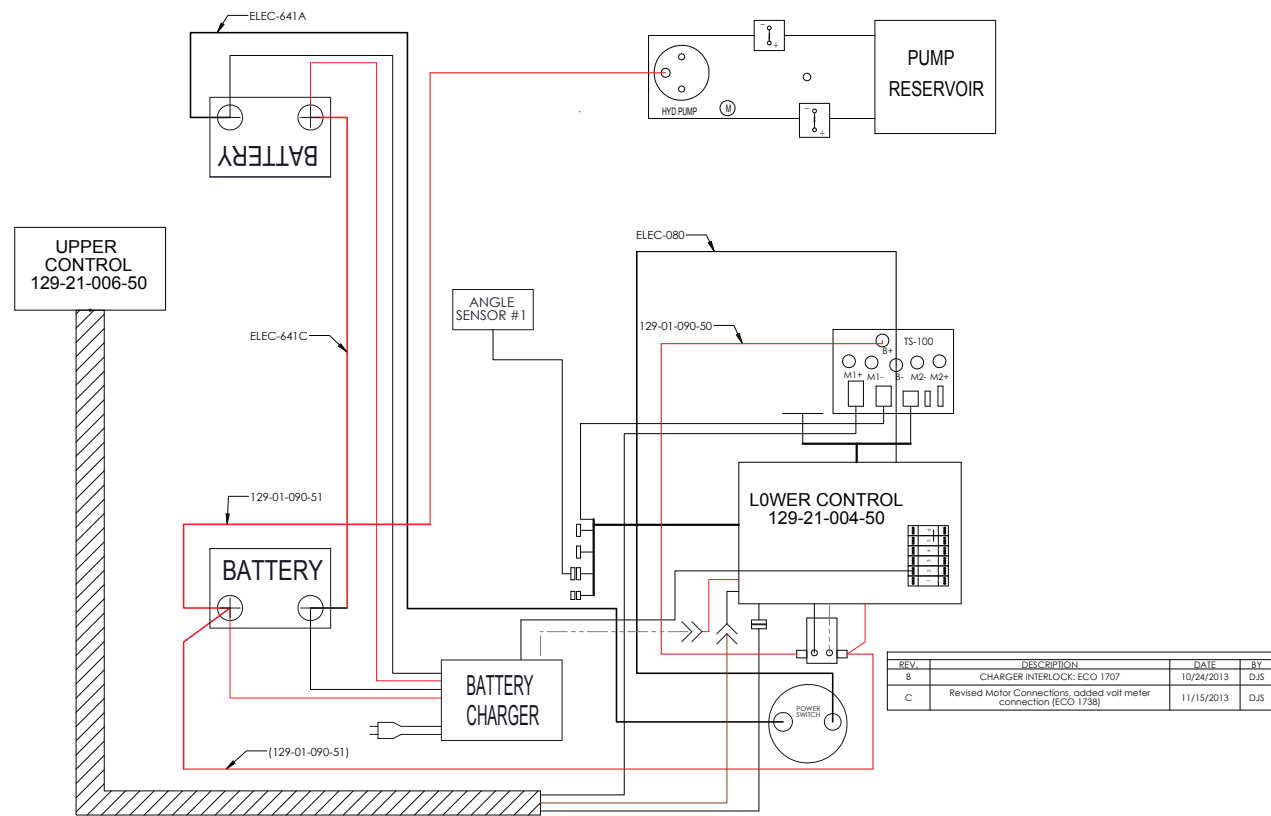 ELEC-641A
PUMP
RESERVOIR
HYD PUMP
M
BATTERY
UPPER
CONTROL
129-21-006-50
ELEC-080
ANGLE
SENSOR #1
129-01-090-50
ELEC-641C
TS-100
B+
M1+ M1- B- M2- M2+
L0WER CONTROL
129-21-004-50
129-01-090-51
BATTERY
BATTERY
CHARGER
POWER
SWITCH
(129-01-090-51)
REV. DESCRIPTION DATE BY
B CHARGER INTERLOCK: ECO 1707 10/24/2013 DJS
C Revised Motor Connections, added volt meter connection (ECO 1738) 11/15/2013 DJS